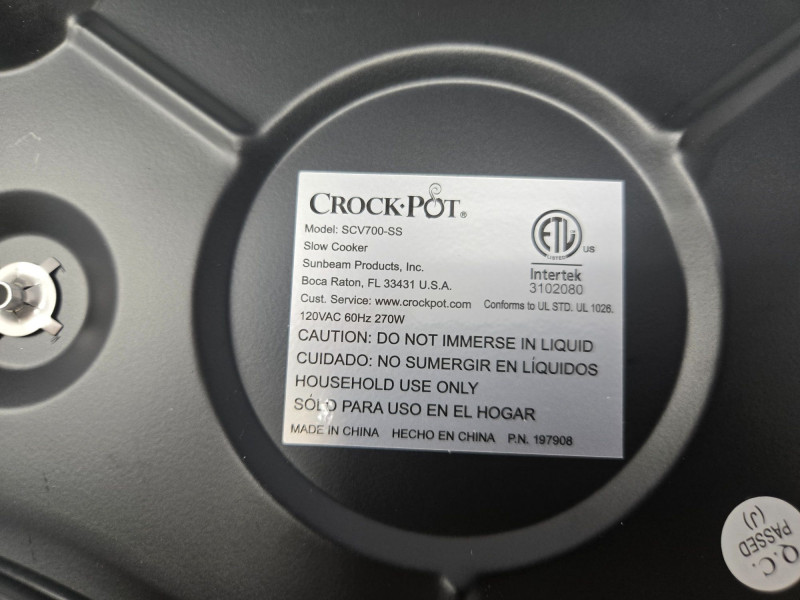 CROCK·POT®
Model: SCV700-SS
Slow Cooker
Sunbeam Products, Inc.
Boca Raton, FL 33431 U.S.A.
Cust. Service: www.crockpot.com
120VAC 60Hz 270W
ETL us
LISTED
Intertek
3102080
Conforms to UL STD. UL 1026.
CAUTION: DO NOT IMMERSE IN LIQUID
CUIDADO: NO SUMERGIR EN LÍQUIDOS
HOUSEHOLD USE ONLY
SÓLO PARA USO EN EL HOGAR
MADE IN CHINA HECHO EN CHINA P.N. 197908
Q.C.
PASSED
(J)